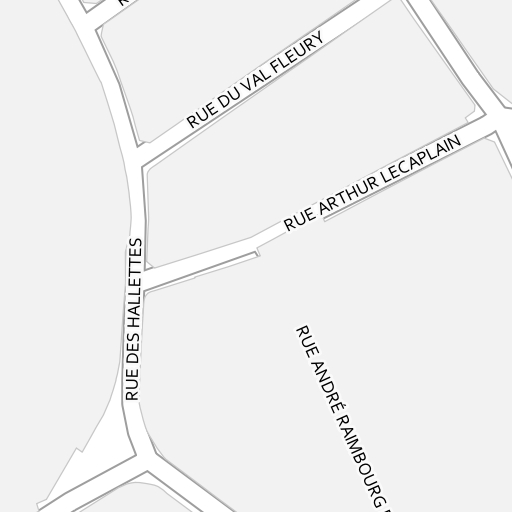 RUE DU VAL FLEURY
RUE ARTHUR LECAPLAIN
RUE DES HALLETTES
RUE ANDRÉ RAIMBOURG